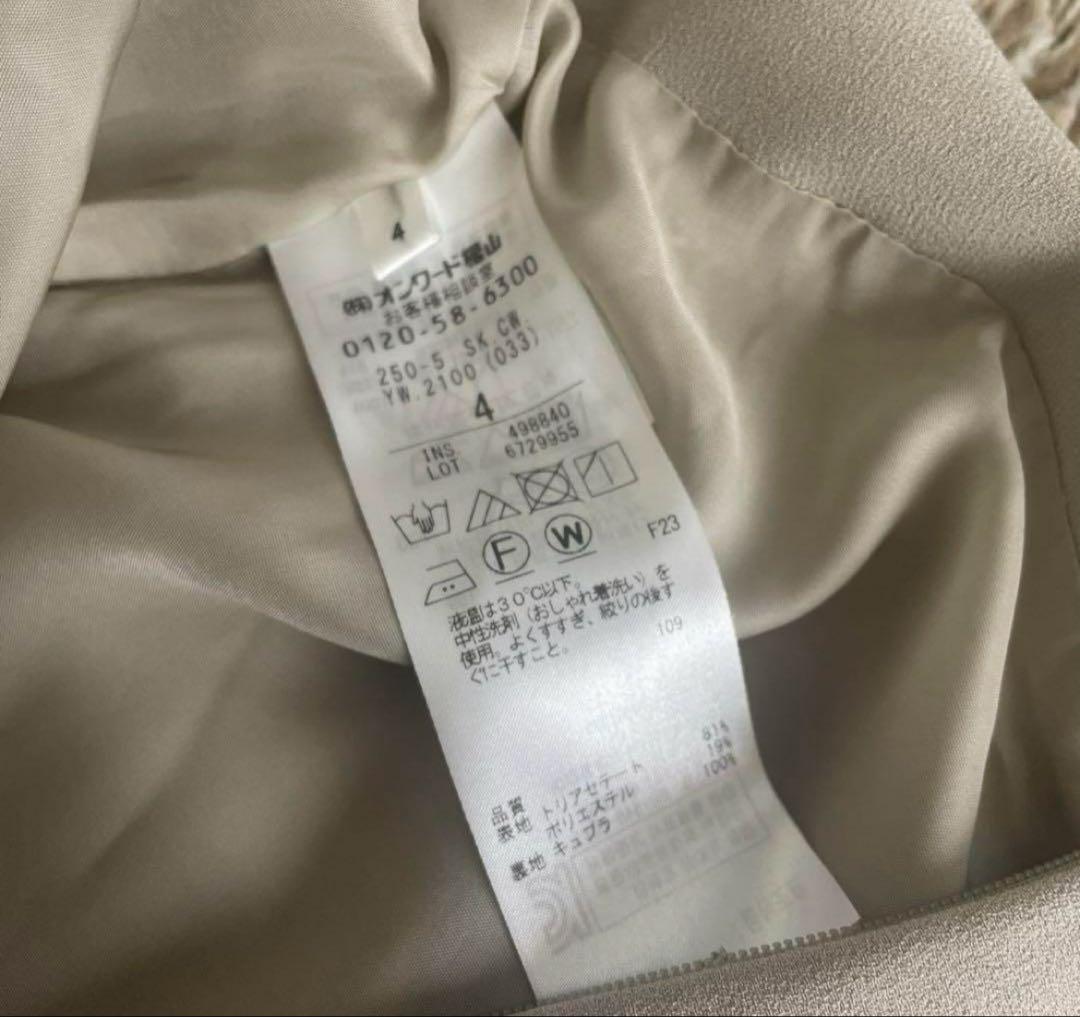 4
㈱オンワード樫山
お客様相談室
0120-58-6300
250-5. SK.CW.
YW.2100 (033)
4
INS. 498840
LOT 6729955
F W F23
液温は30℃以下。
中性洗剤(おしゃれ着洗い)を
使用。よくすすぎ、絞りの後す
ぐに干すこと。
109
品質
表地 トリアセテート 81%
ポリエステル 19%
裏地 キュプラ 100%